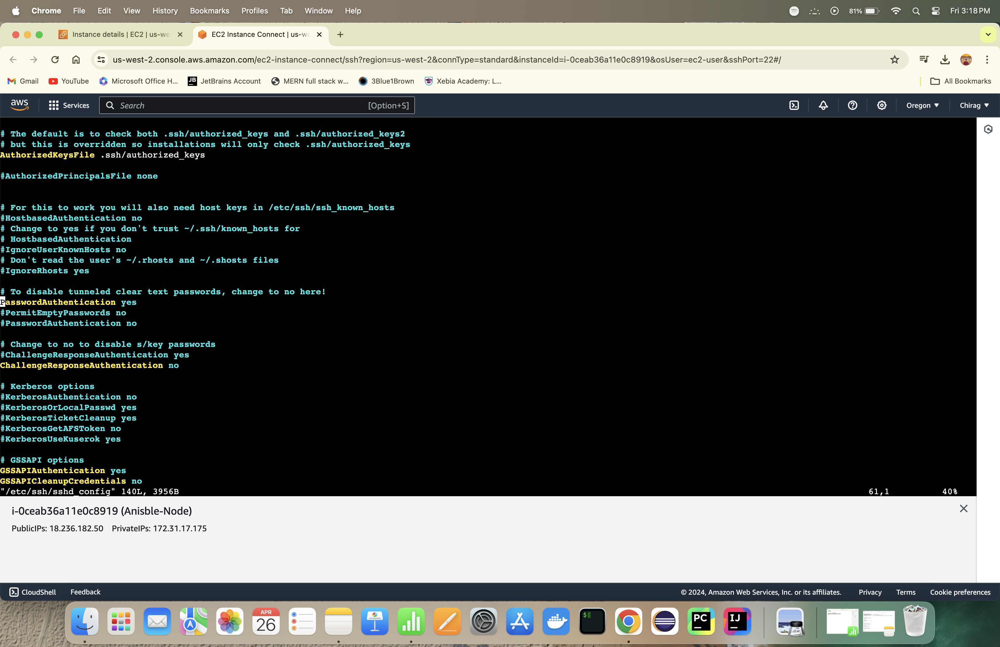 Chrome File Edit View History Bookmarks Profiles Tab Window Help 81% Fri 3:18 PM
Instance details | EC2 | us-we EC2 Instance Connect | us-we
us-west-2.console.aws.amazon.com/ec2-instance-connect/ssh?region=us-west-2&connType=standard&instanceId=i-0ceab36a11e0c8919&osUser=ec2-user&sshPort=22#/
Gmail YouTube Microsoft Office H... JB JetBrains Account MERN full stack w... 3Blue1Brown Xebia Academy: L... All Bookmarks
aws Services Search [Option+S] Oregon Chirag
# The default is to check both .ssh/authorized_keys and .ssh/authorized_keys2
# but this is overridden so installations will only check .ssh/authorized_keys
AuthorizedKeysFile .ssh/authorized_keys
#AuthorizedPrincipalsFile none
# For this to work you will also need host keys in /etc/ssh/ssh_known_hosts
#HostbasedAuthentication no
# Change to yes if you don't trust ~/.ssh/known_hosts for
# HostbasedAuthentication
#IgnoreUserKnownHosts no
# Don't read the user's ~/.rhosts and ~/.shosts files
#IgnoreRhosts yes
# To disable tunneled clear text passwords, change to no here!
PasswordAuthentication yes
#PermitEmptyPasswords no
#PasswordAuthentication no
# Change to no to disable s/key passwords
#ChallengeResponseAuthentication yes
ChallengeResponseAuthentication no
# Kerberos options
#KerberosAuthentication no
#KerberosOrLocalPasswd yes
#KerberosTicketCleanup yes
#KerberosGetAFSToken no
#KerberosUseKuserok yes
# GSSAPI options
GSSAPIAuthentication yes
GSSAPICleanupCredentials no
"/etc/ssh/sshd_config" 140L, 3956B 61,1 40%
i-0ceab36a11e0c8919 (Anisble-Node)
PublicIPs: 18.236.182.50 PrivateIPs: 172.31.17.175
CloudShell Feedback © 2024, Amazon Web Services, Inc. or its affiliates. Privacy Terms Cookie preferences
APR
26
$
PC
IJ